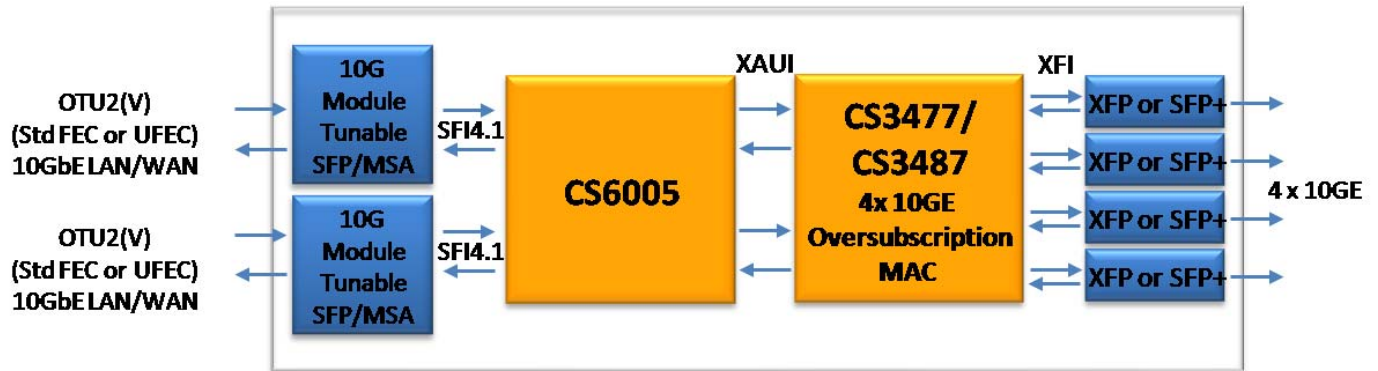 OTU2(V)
(Std FEC or UFEC)
10GbE LAN/WAN
10G
Module
Tunable
SFP/MSA
SFI4.1
OTU2(V)
(Std FEC or UFEC)
10GbE LAN/WAN
10G
Module
Tunable
SFP/MSA
SFI4.1
CS6005
XAUI
CS3477/
CS3487
4x 10GE
Oversubscription
MAC
XFI
XFP or SFP+
XFP or SFP+
XFP or SFP+
XFP or SFP+
4 x 10GE